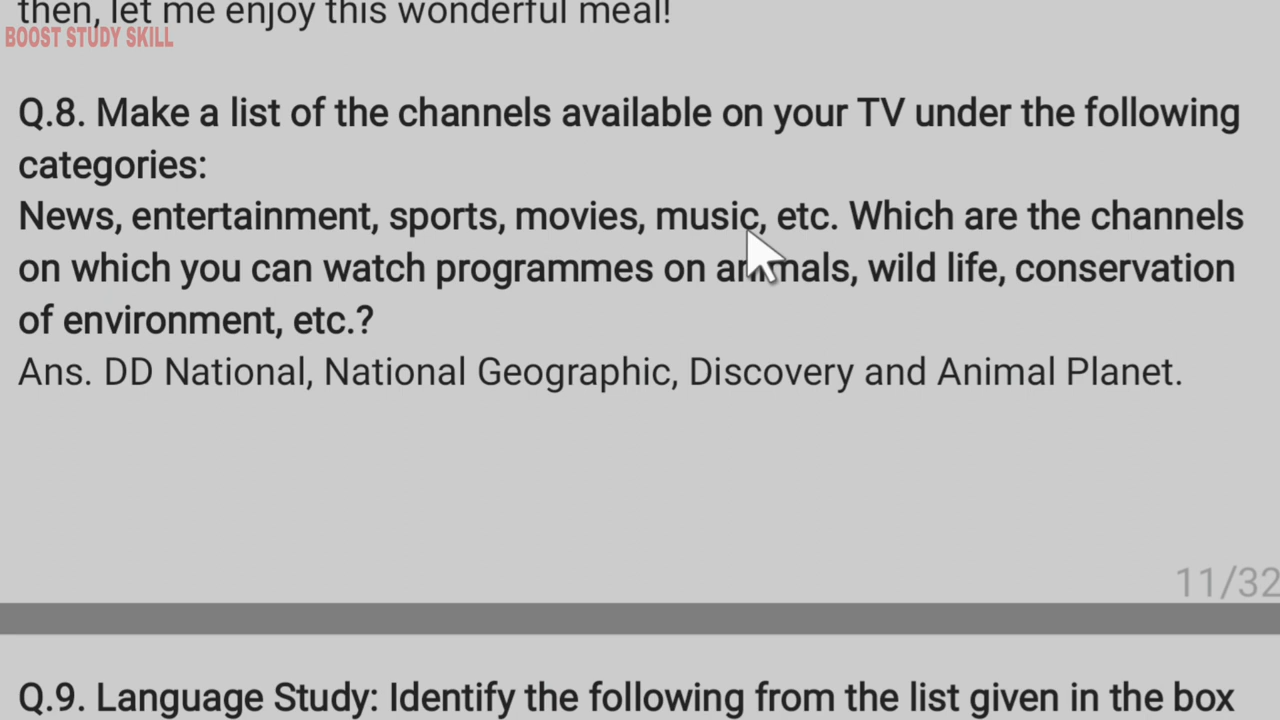 then, let me enjoy this wonderful meal!
BOOST STUDY SKILL
Q.8. Make a list of the channels available on your TV under the following
categories:
News, entertainment, sports, movies, music, etc. Which are the channels
on which you can watch programmes on animals, wild life, conservation
of environment, etc.?
Ans. DD National, National Geographic, Discovery and Animal Planet.
11/32
Q.9. Language Study: Identify the following from the list given in the box